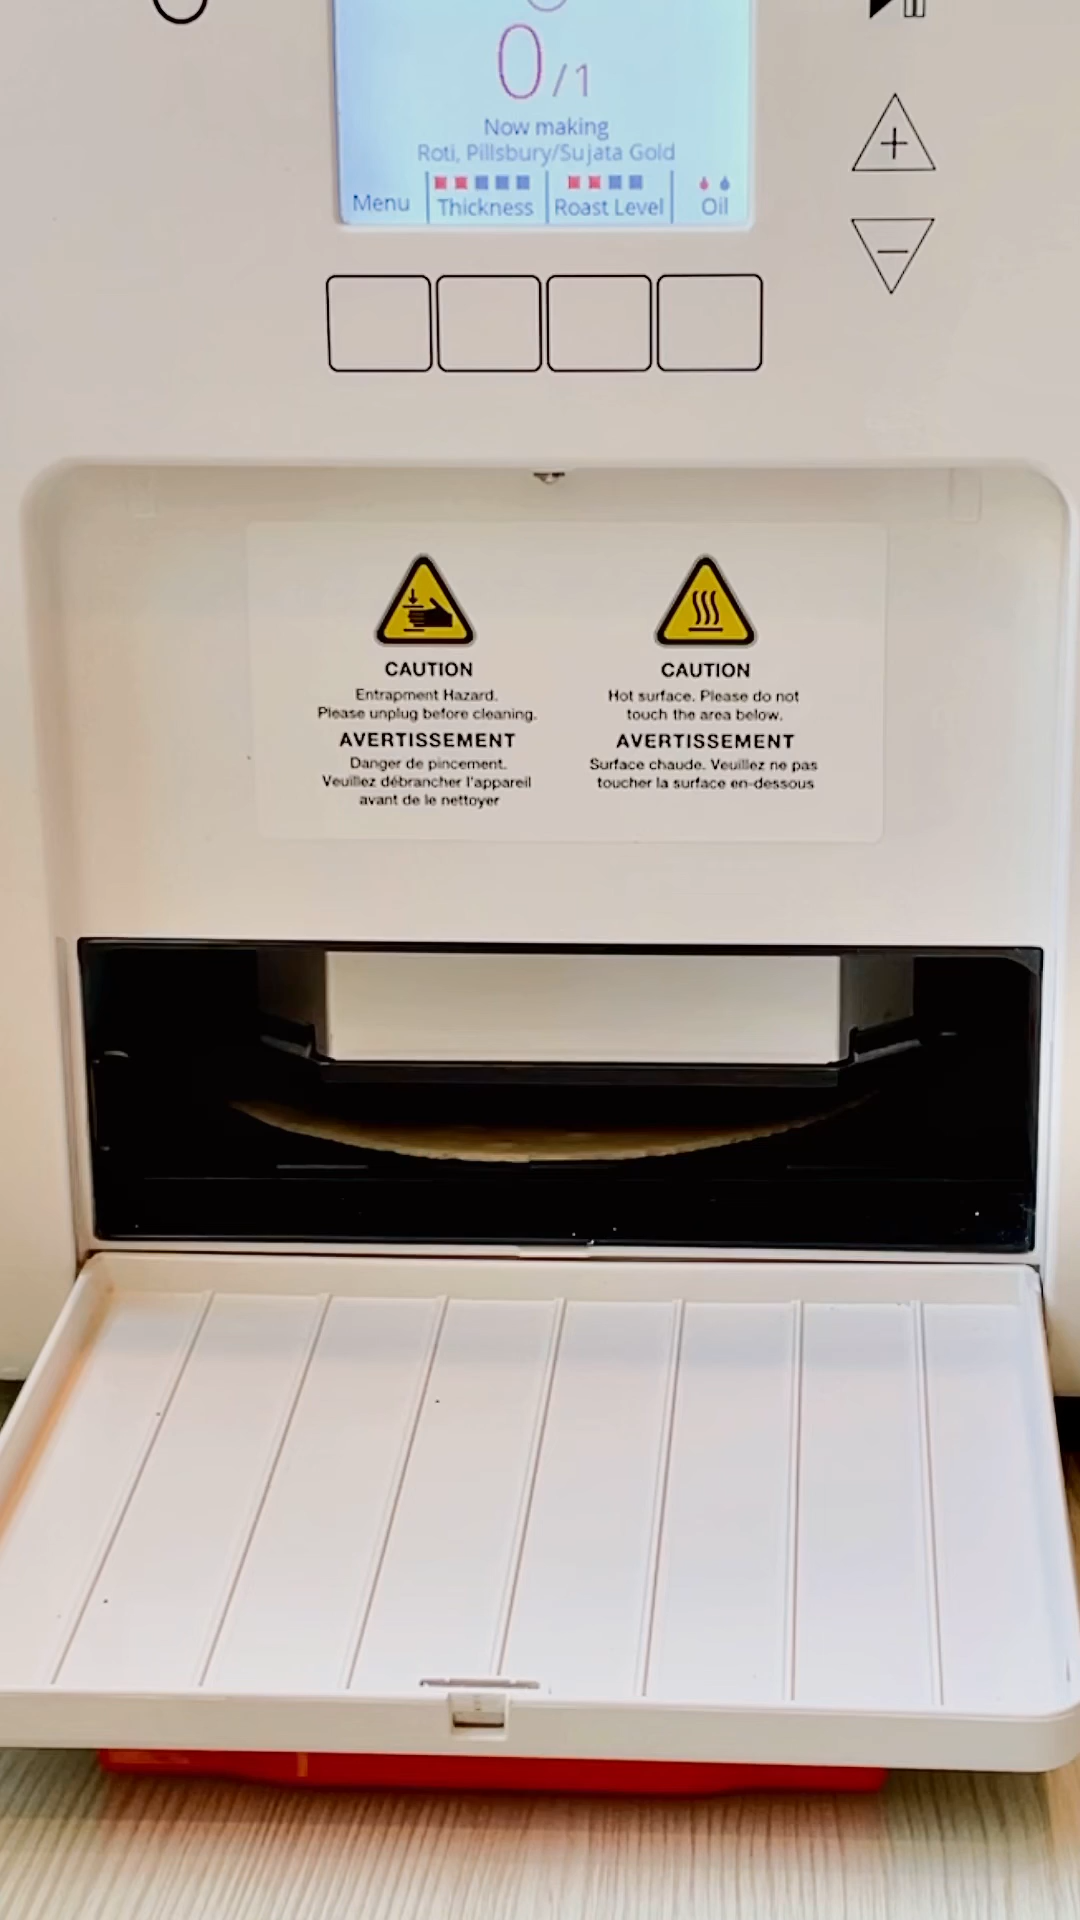 0/1
Now making
Roti, Pillsbury/Sujata Gold
Menu
Thickness
Roast Level
Oil
CAUTION
Entrapment Hazard.
Please unplug before cleaning.
AVERTISSEMENT
Danger de pincement.
Veuillez débrancher l'appareil
avant de le nettoyer
CAUTION
Hot surface. Please do not
touch the area below.
AVERTISSEMENT
Surface chaude. Veuillez ne pas
toucher la surface en-dessous